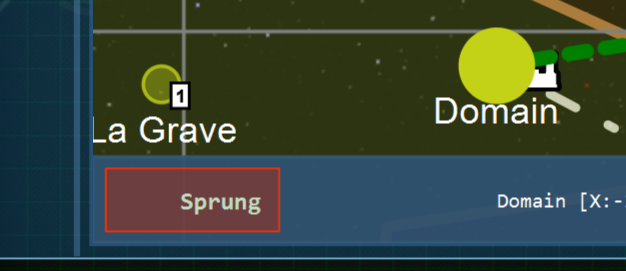 1
Domain
La Grave
Sprung
Domain [X:-